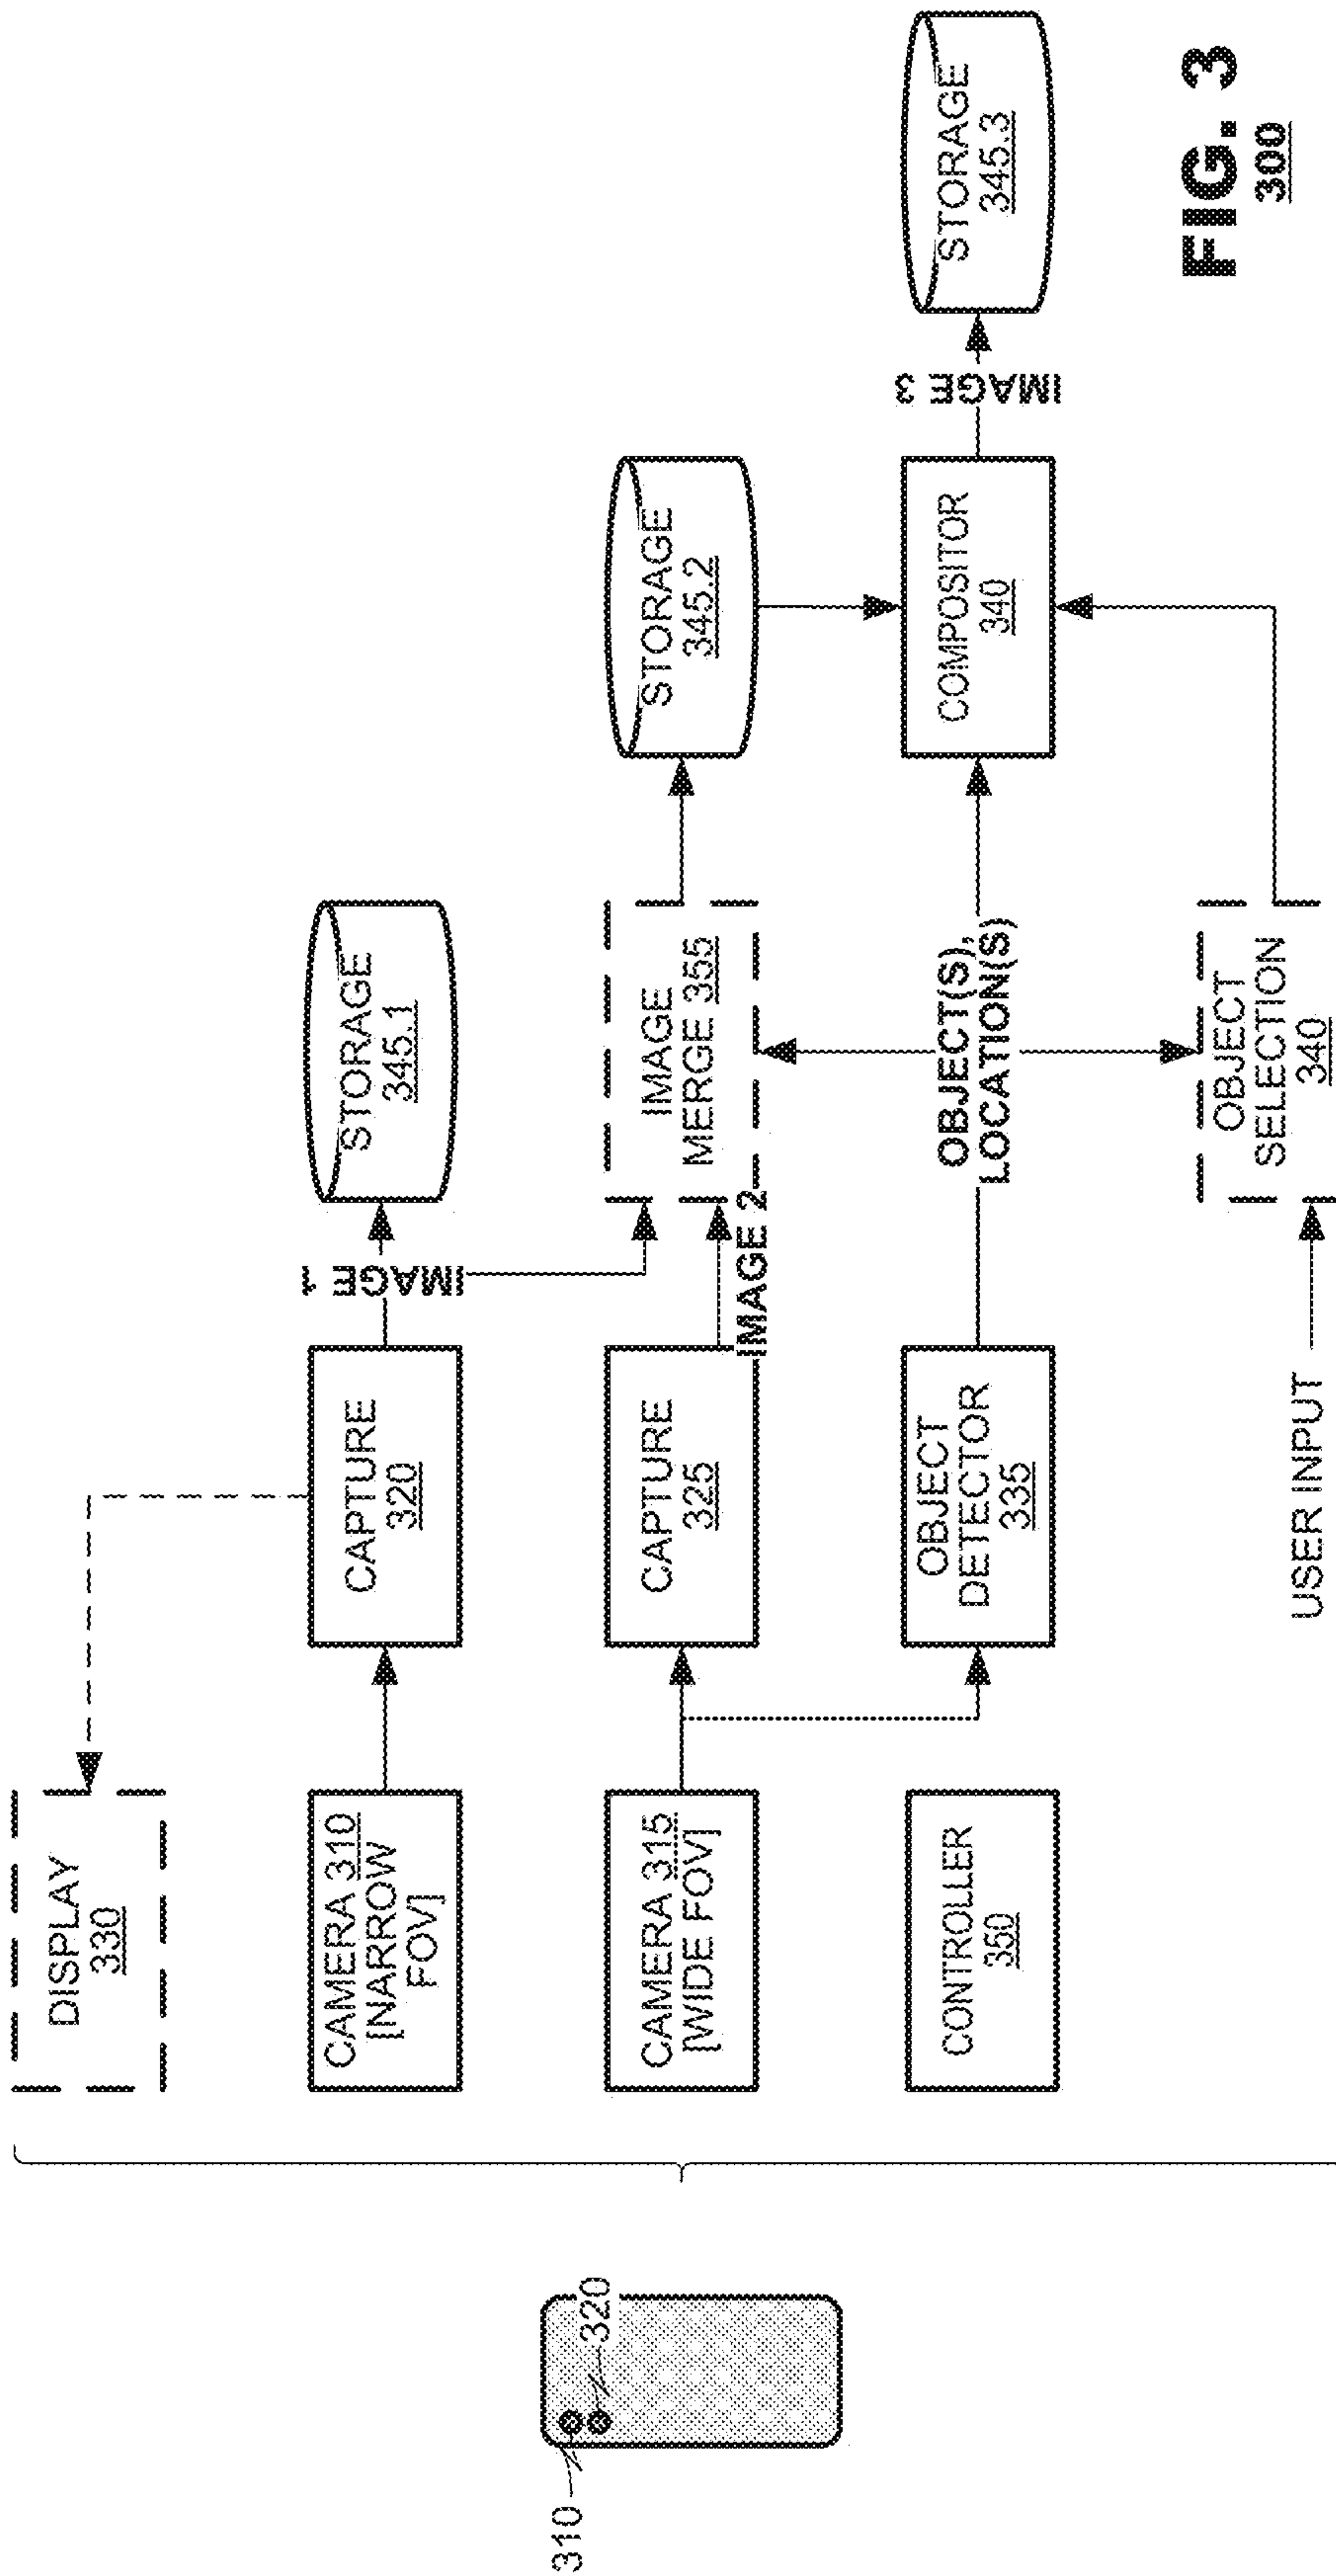 310
320
DISPLAY
330
CAMERA 310
[NARROW
FOV]
CAMERA 315
[WIDE FOV]
CONTROLLER
350
CAPTURE
320
CAPTURE
325
OBJECT
DETECTOR
335
USER INPUT
IMAGE 1
IMAGE 2
STORAGE
345.1
IMAGE
MERGE 355
OBJECT(S),
LOCATION(S)
OBJECT
SELECTION
340
STORAGE
345.2
COMPOSITOR
340
IMAGE 3
STORAGE
345.3
FIG. 3
300